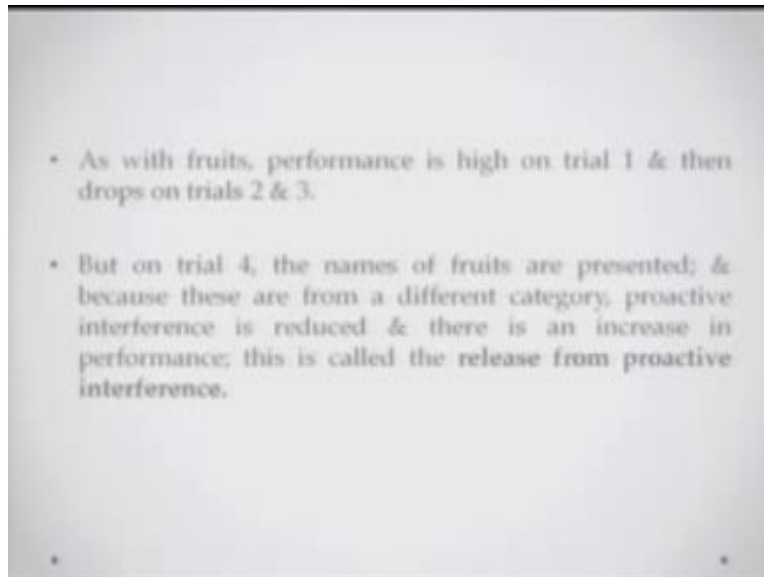 • As with fruits, performance is high on trial 1 & then
drops on trials 2 & 3.
• But on trial 4, the names of fruits are presented; &
because these are from a different category, proactive
interference is reduced & there is an increase in
performance; this is called the release from proactive
interference.